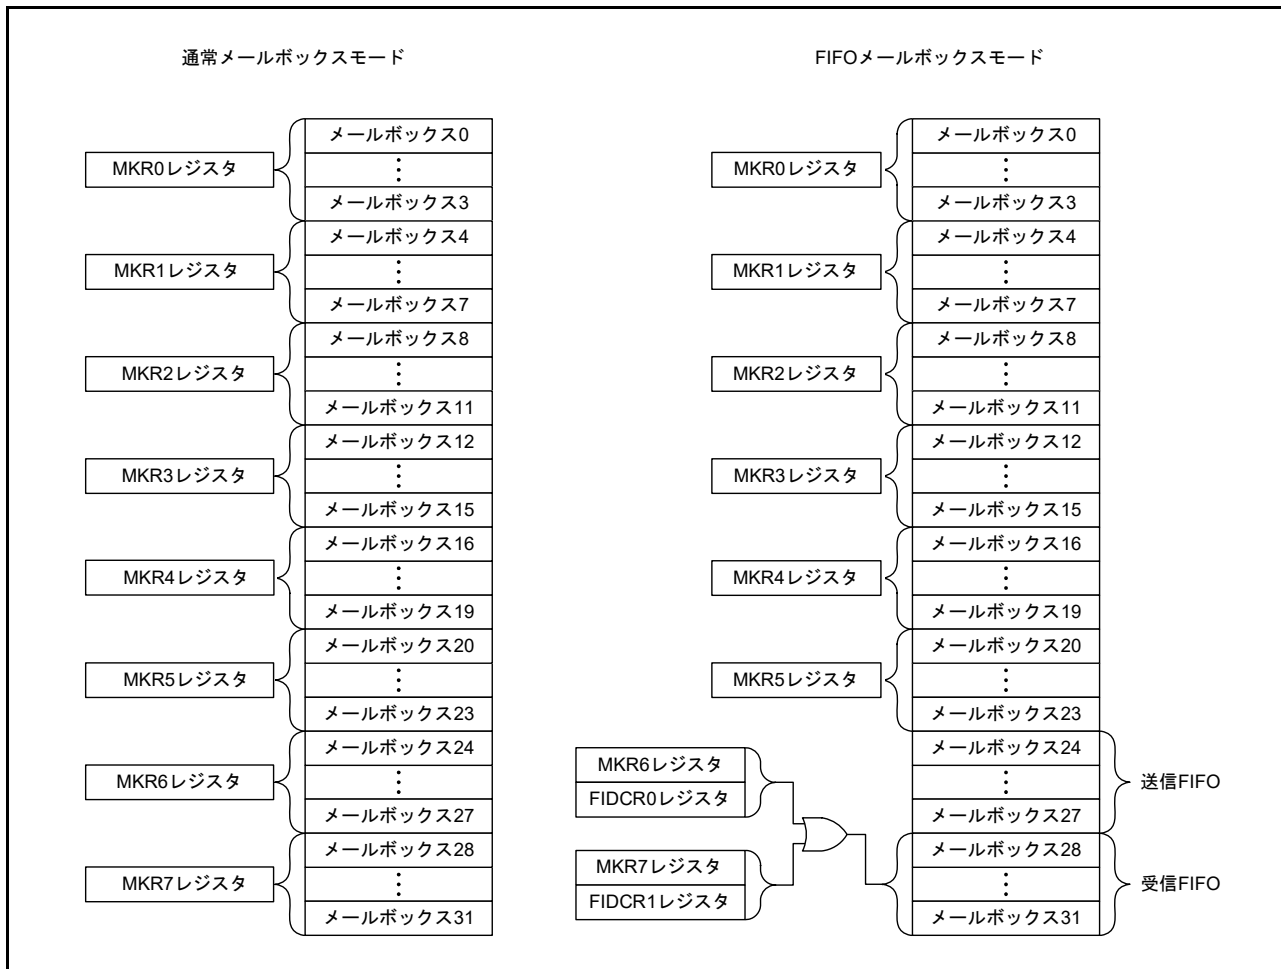 通常メールボックスモード
MKR0レジスタ
メールボックス0
⋮
メールボックス3
MKR1レジスタ
メールボックス4
⋮
メールボックス7
MKR2レジスタ
メールボックス8
⋮
メールボックス11
MKR3レジスタ
メールボックス12
⋮
メールボックス15
MKR4レジスタ
メールボックス16
⋮
メールボックス19
MKR5レジスタ
メールボックス20
⋮
メールボックス23
MKR6レジスタ
メールボックス24
⋮
メールボックス27
MKR7レジスタ
メールボックス28
⋮
メールボックス31
FIFOメールボックスモード
MKR0レジスタ
メールボックス0
⋮
メールボックス3
MKR1レジスタ
メールボックス4
⋮
メールボックス7
MKR2レジスタ
メールボックス8
⋮
メールボックス11
MKR3レジスタ
メールボックス12
⋮
メールボックス15
MKR4レジスタ
メールボックス16
⋮
メールボックス19
MKR5レジスタ
メールボックス20
⋮
メールボックス23
MKR6レジスタ
FIDCR0レジスタ
メールボックス24
⋮
メールボックス27
送信FIFO
MKR7レジスタ
FIDCR1レジスタ
メールボックス28
⋮
メールボックス31
受信FIFO